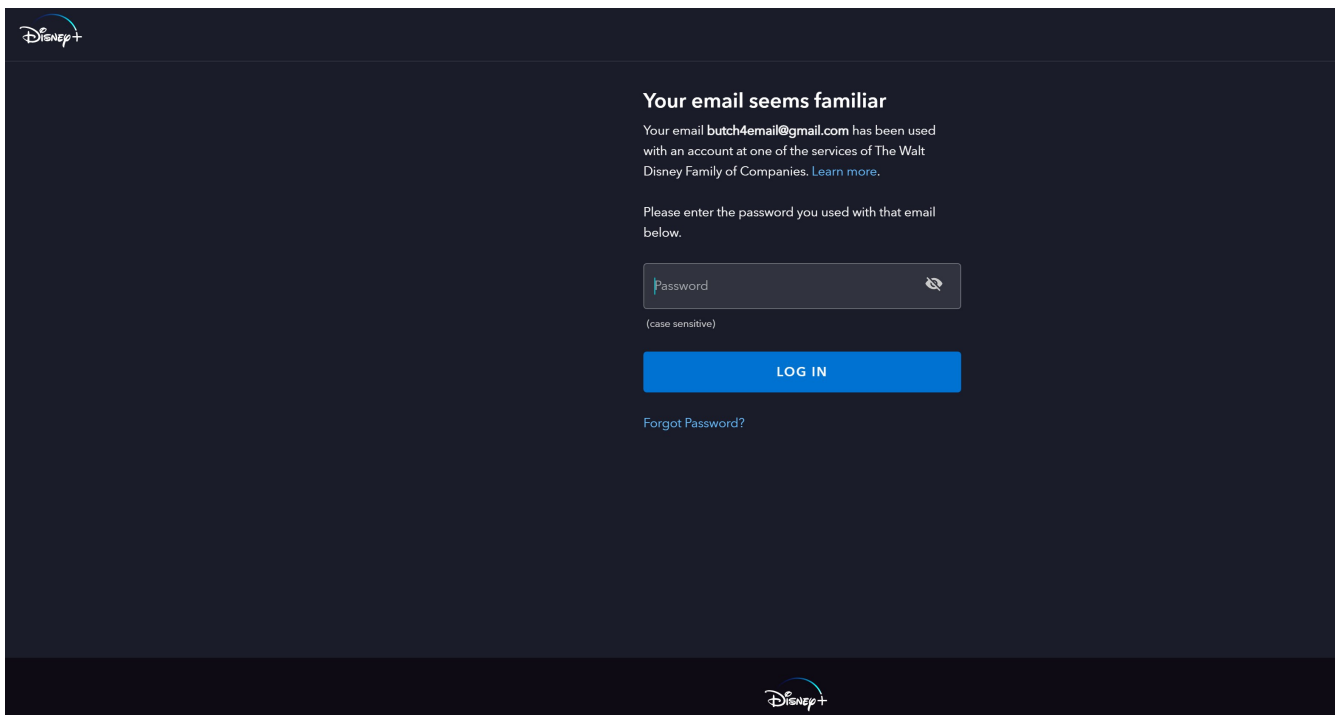 Disney+
Your email seems familiar
Your email butch4email@gmail.com has been used
with an account at one of the services of The Walt
Disney Family of Companies. Learn more.
Please enter the password you used with that email
below.
Password
(case sensitive)
LOG IN
Forgot Password?
Disney+